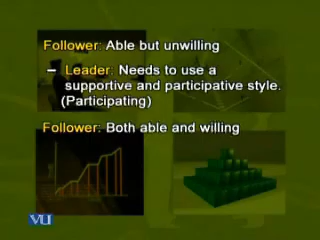 Follower: Able but unwilling
– Leader: Needs to use a
supportive and participative style.
(Participating)
Follower: Both able and willing
VU